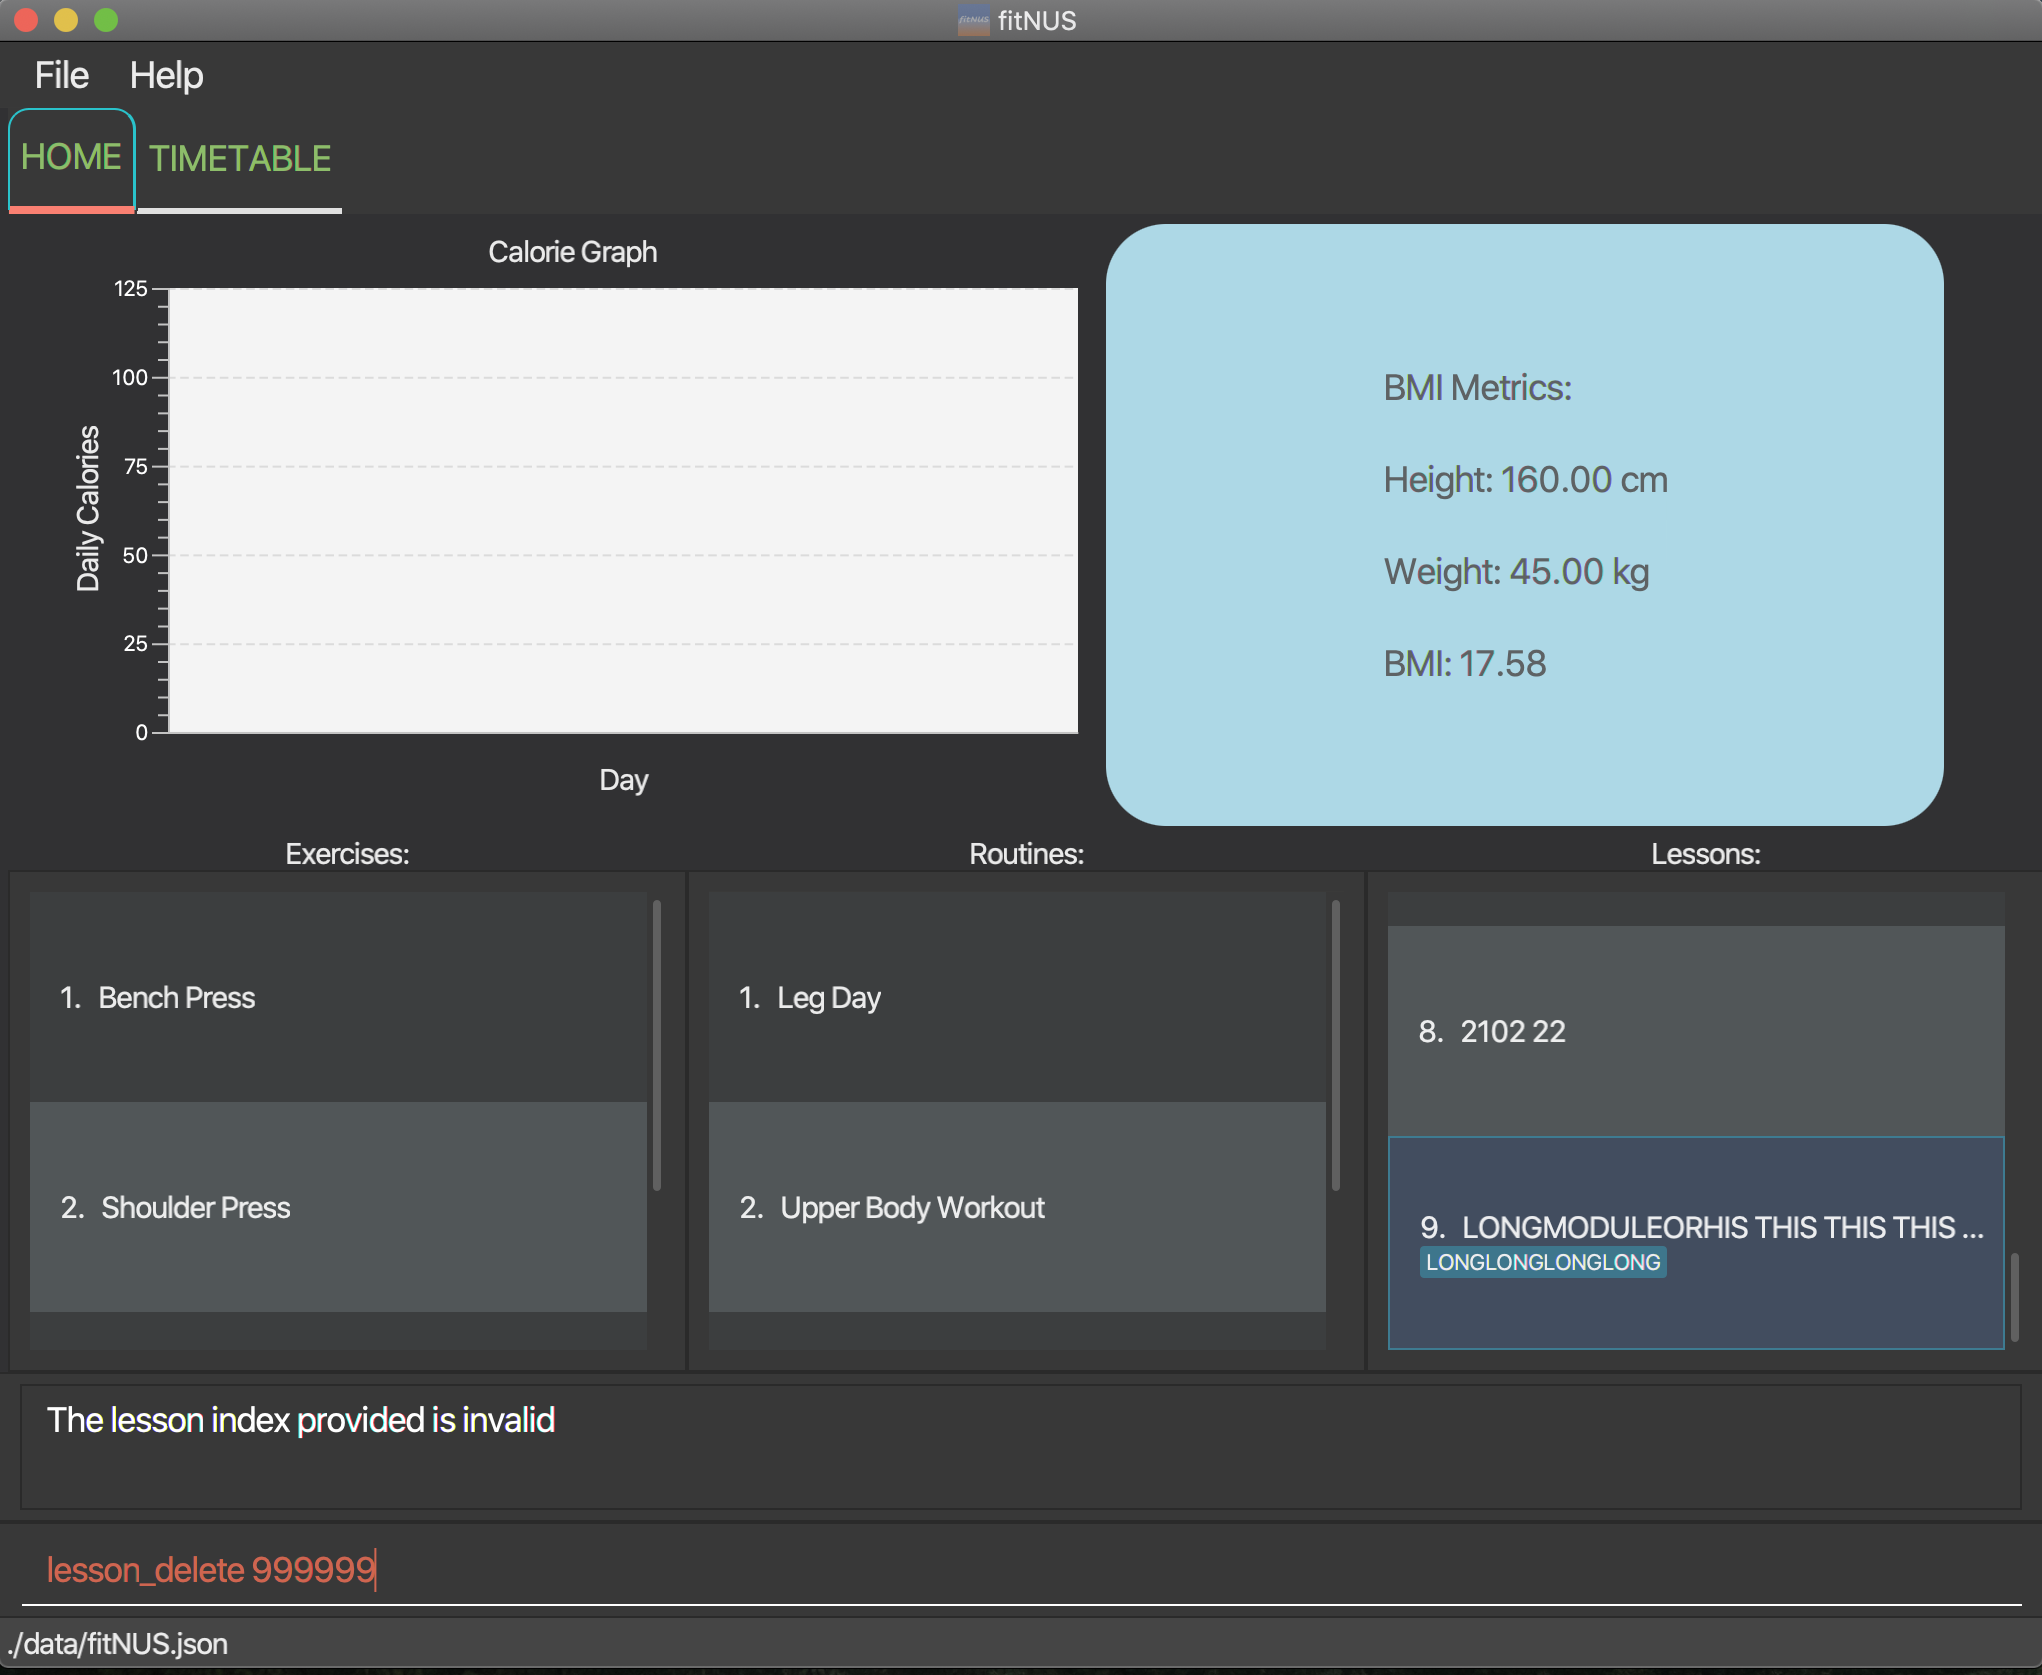 fitNUS
File Help
HOME TIMETABLE
Calorie Graph
125
100
75
50
25
0
Daily Calories
Day
BMI Metrics:
Height: 160.00 cm
Weight: 45.00 kg
BMI: 17.58
Exercises:
1. Bench Press
2. Shoulder Press
Routines:
1. Leg Day
2. Upper Body Workout
Lessons:
8. 2102 22
9. LONGMODULEORHIS THIS THIS THIS ...
LONGLONGLONGLONG
The lesson index provided is invalid
lesson_delete 999999
./data/fitNUS.json